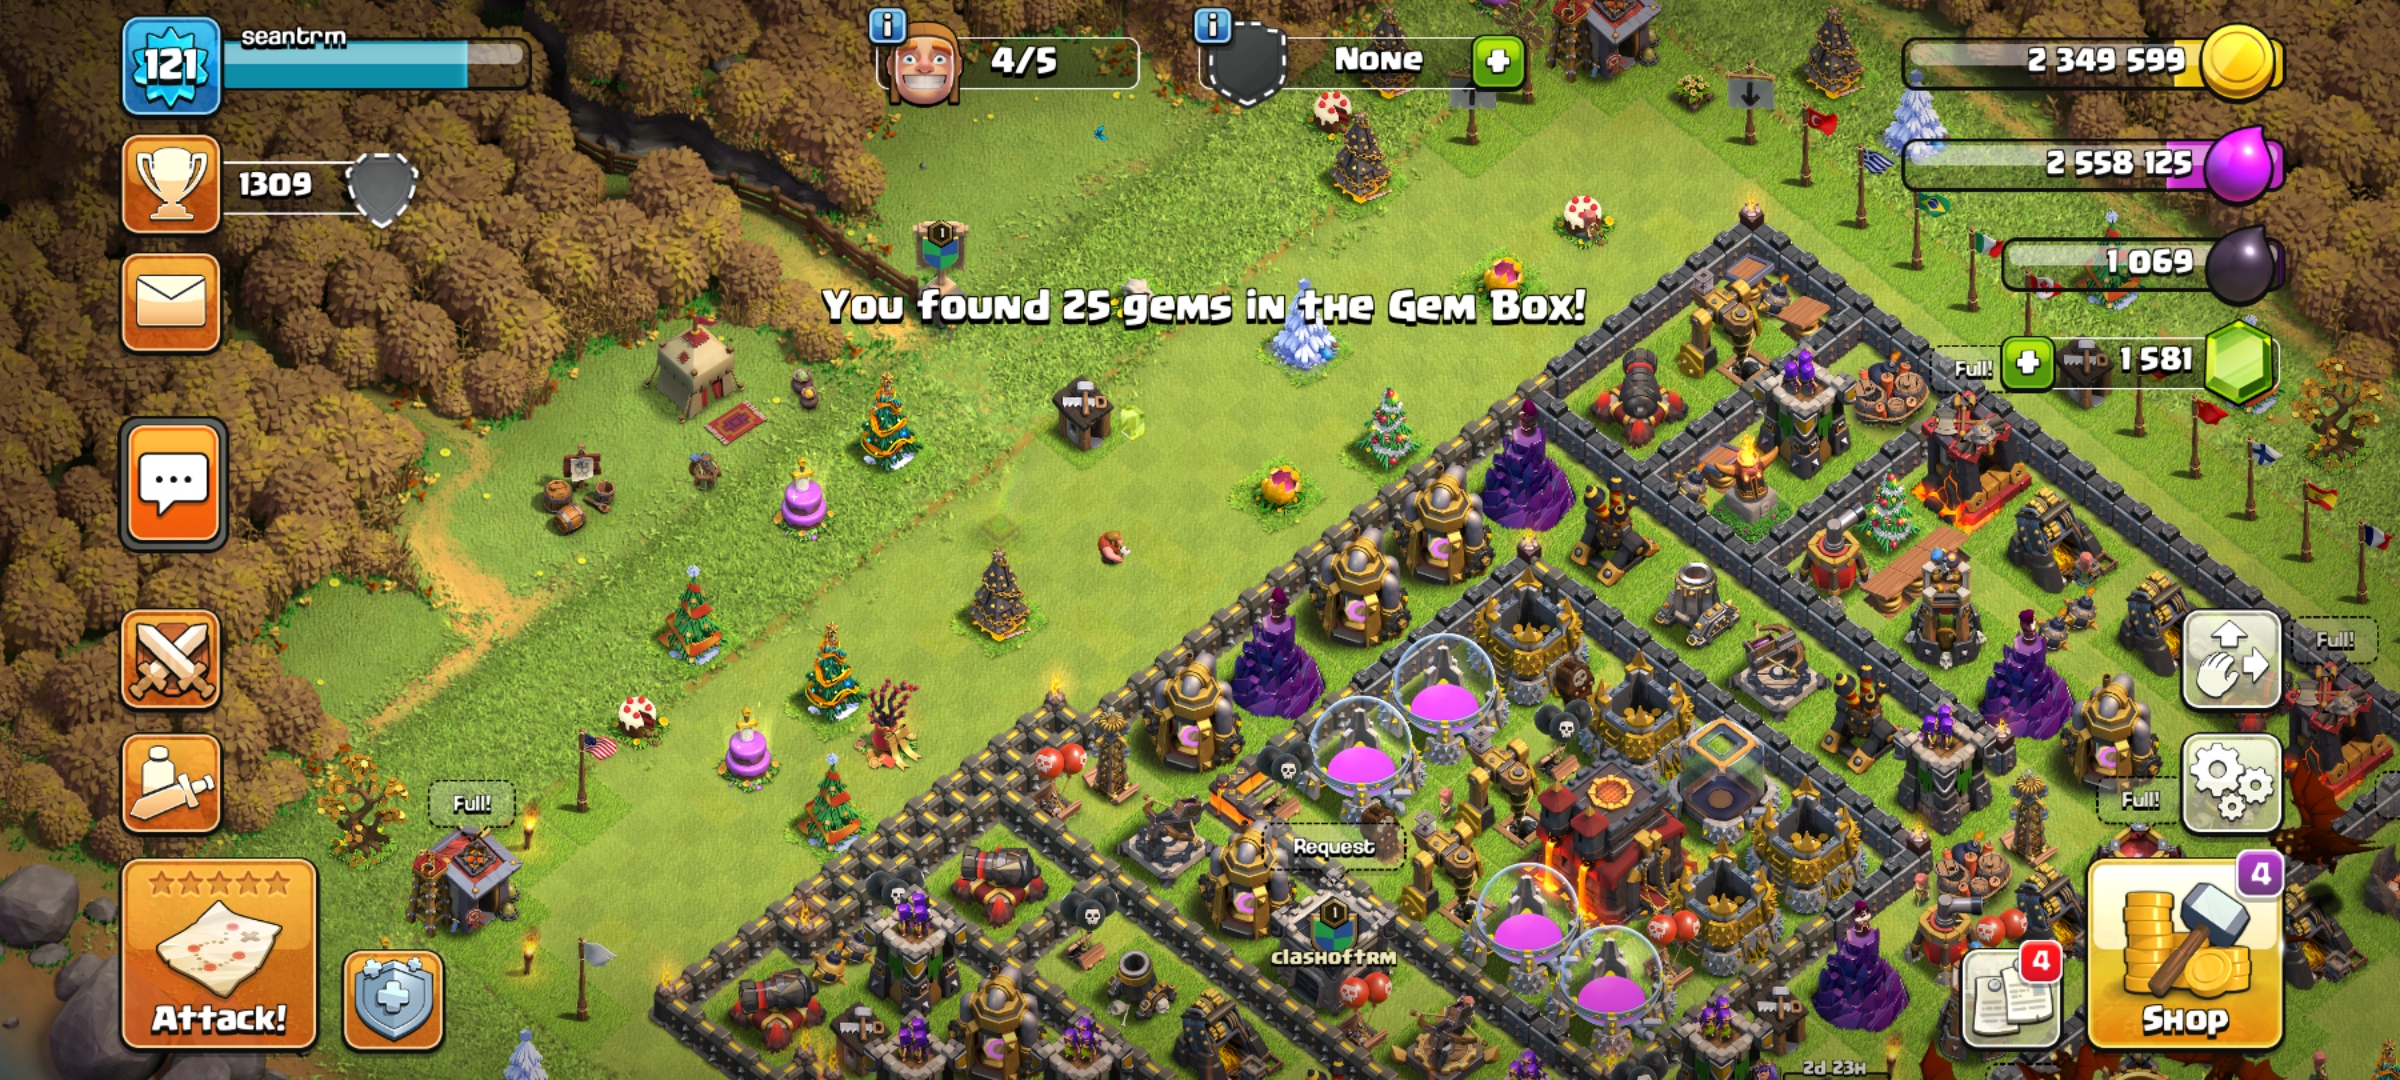 seantrm
121
4/5
None
2 349 599
1309
2 558 125
1 069
You found 25 gems in the Gem Box!
Full!
1 581
Full!
Full!
Full!
Request
clashoftrm
4
4
Attack!
Shop
2d 23h